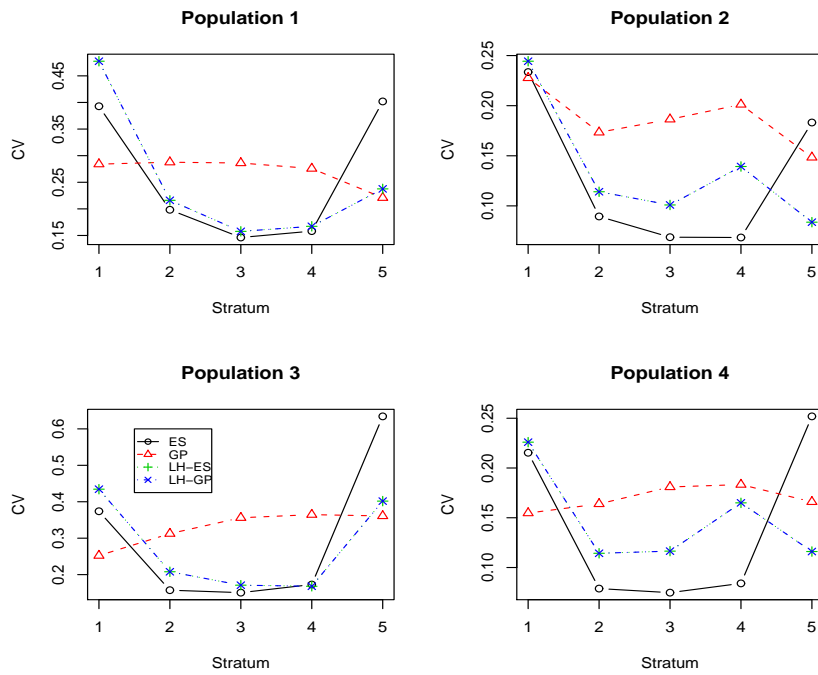 Population 1
CV
0.15
0.25
0.35
0.45
1 2 3 4 5
Stratum
Population 2
CV
0.10
0.15
0.20
0.25
1 2 3 4 5
Stratum
Population 3
CV
0.2
0.3
0.4
0.5
0.6
ES
GP
LH-ES
LH-GP
1 2 3 4 5
Stratum
Population 4
CV
0.10
0.15
0.20
0.25
1 2 3 4 5
Stratum